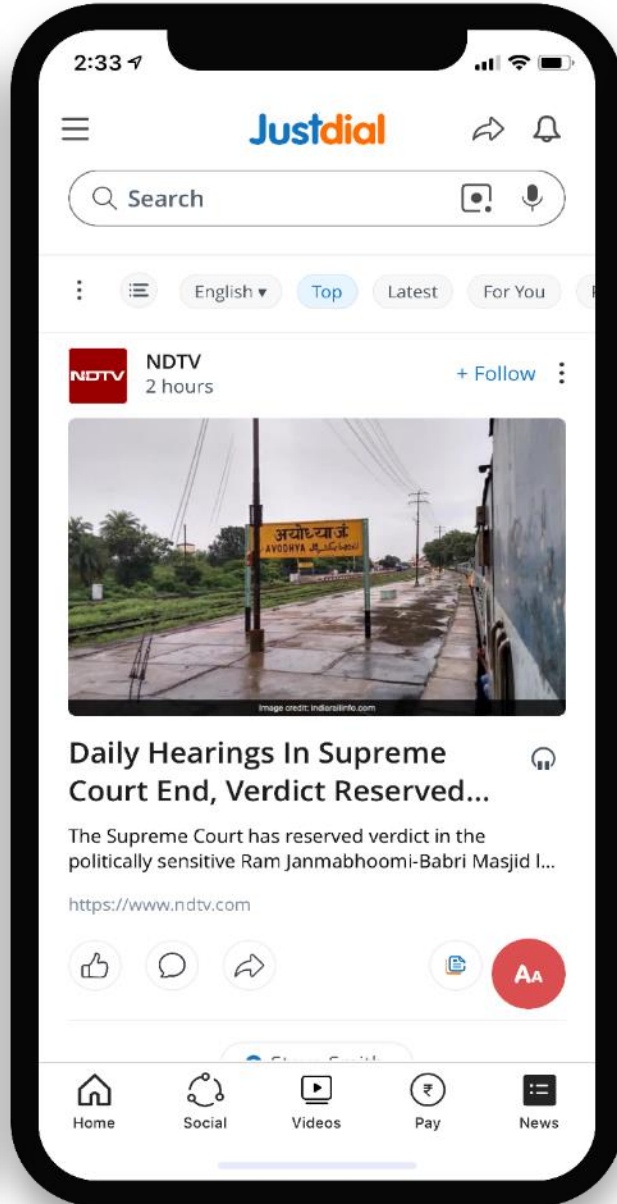 2:33
Justdial
Search
English ▾
Top
Latest
For You
NDTV
NDTV
2 hours
+ Follow
अयोध्या जं
AYODHYA
Image credit: indiarailinfo.com
Daily Hearings In Supreme
Court End, Verdict Reserved...
The Supreme Court has reserved verdict in the
politically sensitive Ram Janmabhoomi-Babri Masjid l...
https://www.ndtv.com
AA
Home
Social
Videos
Pay
News